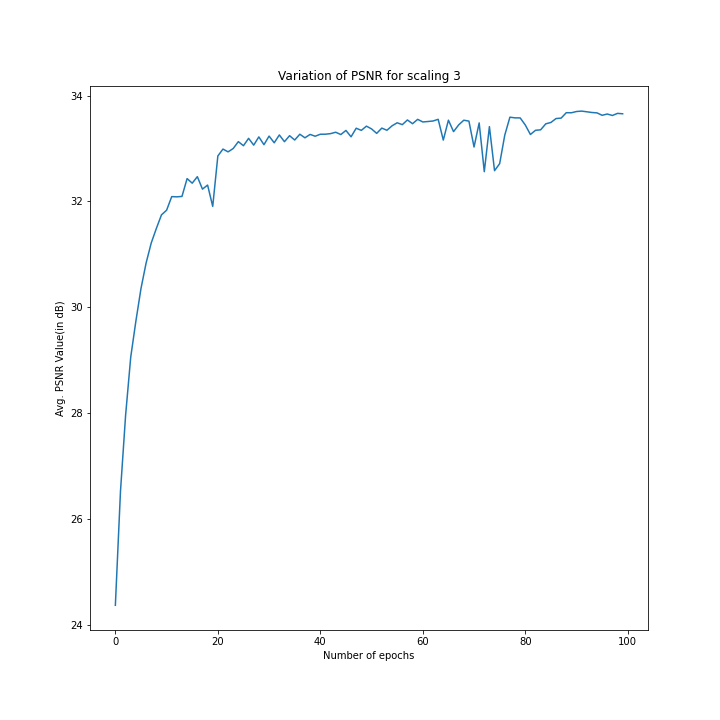 Variation of PSNR for scaling 3
Avg. PSNR Value(in dB)
34
32
30
28
26
24
0 20 40 60 80 100
Number of epochs